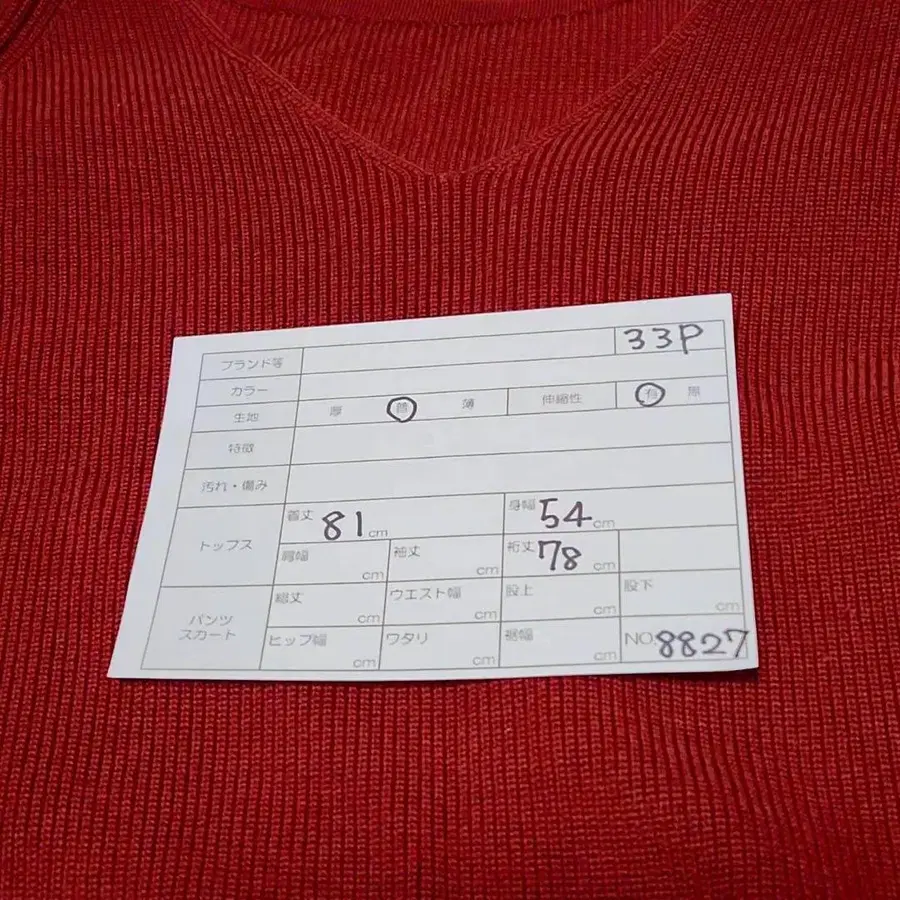 ブランド等 33P
カラー
生地 厚 普 薄 伸縮性 有 無
特徴
汚れ・傷み
トップス
着丈 81 cm 身幅 54 cm
肩幅 cm 袖丈 cm 裄丈 78 cm
パンツ
スカート
総丈 cm ウエスト幅 cm 股上 cm 股下 cm
ヒップ幅 cm ワタリ cm 裾幅 cm NO. 8827